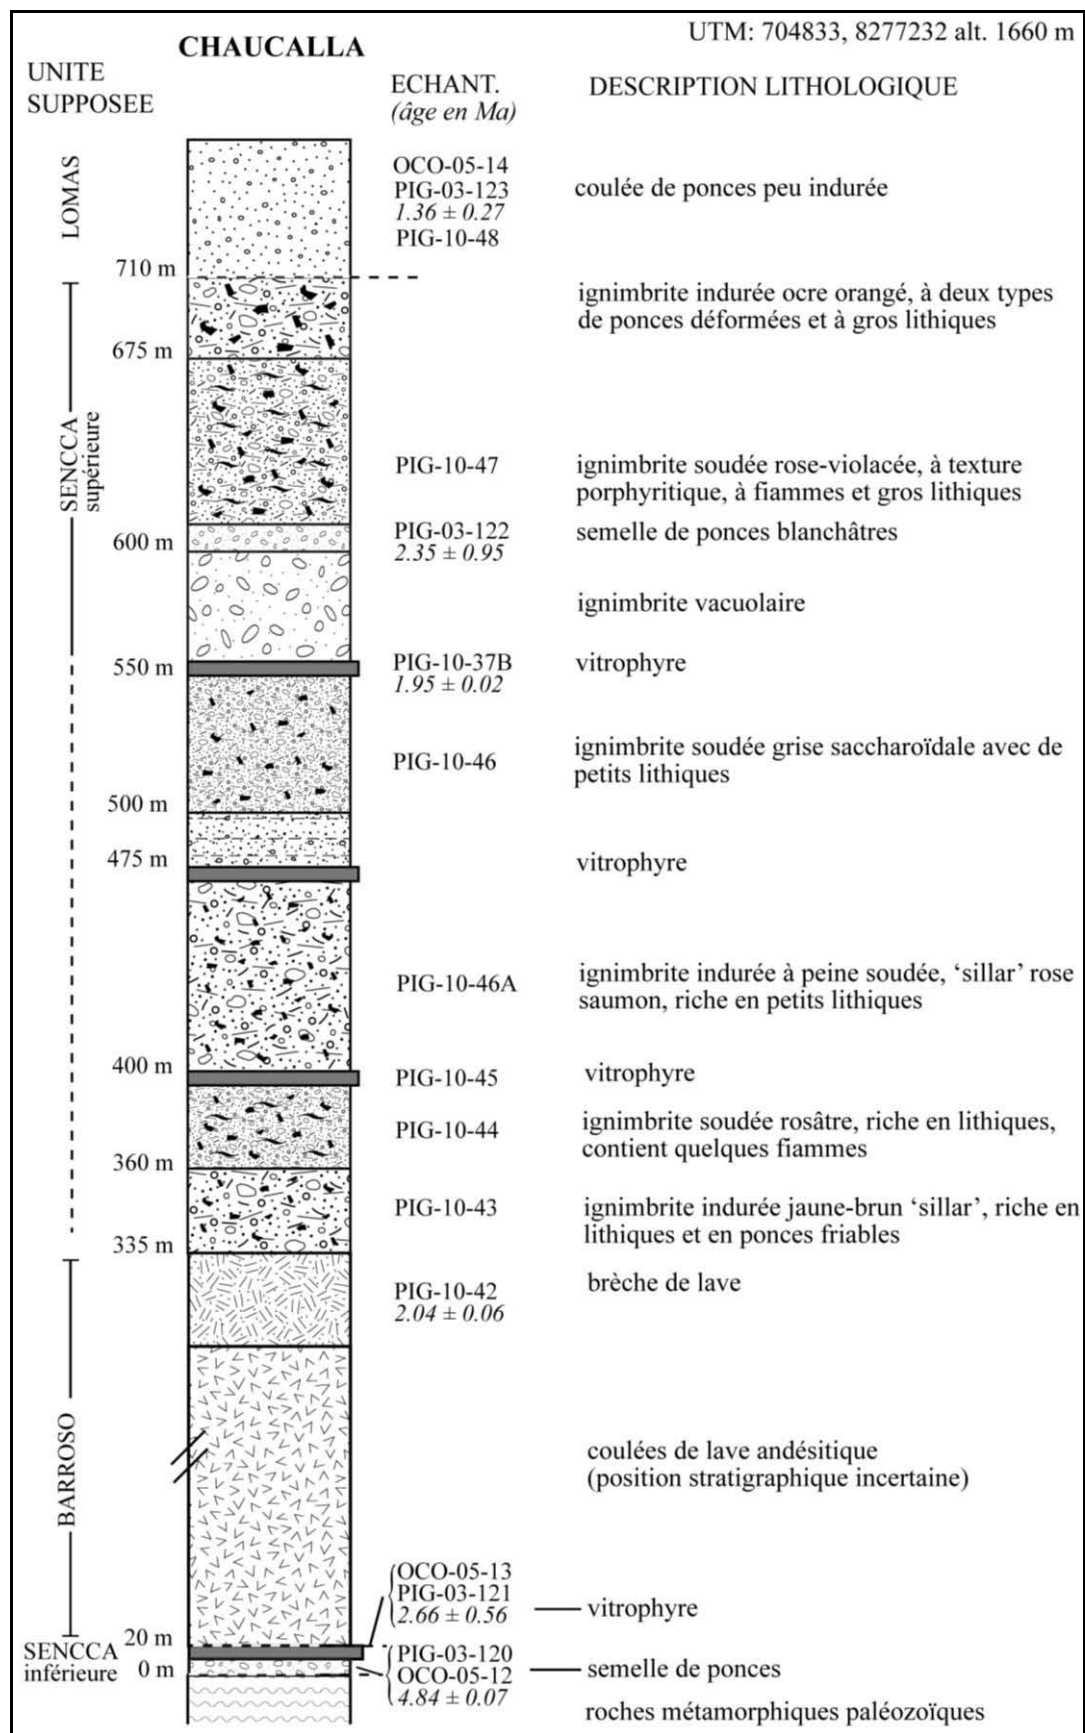 CHAUCALLA
UTM: 704833, 8277232 alt. 1660 m
UNITE
SUPPOSEE
ECHANT.
(âge en Ma)
DESCRIPTION LITHOLOGIQUE
LOMAS
OCO-05-14
PIG-03-123
1.36 ± 0.27
PIG-10-48
coulée de ponces peu indurée
710 m
ignimbrite indurée ocre orangé, à deux types
de ponces déformées et à gros lithiques
675 m
SENCCA
supérieure
PIG-10-47
ignimbrite soudée rose-violacée, à texture
porphyritique, à fiammes et gros lithiques
600 m
PIG-03-122
2.35 ± 0.95
semelle de ponces blanchâtres
ignimbrite vacuolaire
550 m
PIG-10-37B
1.95 ± 0.02
vitrophyre
PIG-10-46
ignimbrite soudée grise saccharoïdale avec de
petits lithiques
500 m
475 m
vitrophyre
PIG-10-46A
ignimbrite indurée à peine soudée, ‘sillar’ rose
saumon, riche en petits lithiques
400 m
PIG-10-45
vitrophyre
PIG-10-44
ignimbrite soudée rosâtre, riche en lithiques,
contient quelques fiammes
360 m
PIG-10-43
ignimbrite indurée jaune-brun ‘sillar’, riche en
lithiques et en ponces friables
335 m
PIG-10-42
2.04 ± 0.06
brèche de lave
BARROSO
coulées de lave andésitique
(position stratigraphique incertaine)
OCO-05-13
PIG-03-121
2.66 ± 0.56
vitrophyre
20 m
SENCCA
inférieure
0 m
PIG-03-120
OCO-05-12
4.84 ± 0.07
semelle de ponces
roches métamorphiques paléozoïques